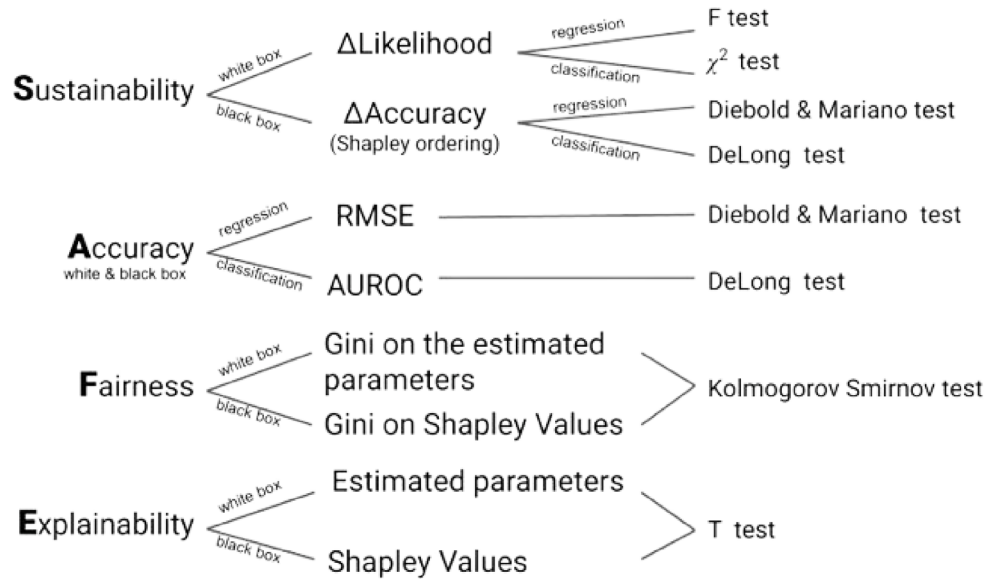 Sustainability
white box
black box
ΔLikelihood
regression
classification
F test
χ² test
ΔAccuracy
(Shapley ordering)
regression
classification
Diebold & Mariano test
DeLong test
Accuracy
white & black box
regression
classification
RMSE
Diebold & Mariano test
AUROC
DeLong test
Fairness
white box
black box
Gini on the estimated
parameters
Gini on Shapley Values
Kolmogorov Smirnov test
Explainability
white box
black box
Estimated parameters
Shapley Values
T test